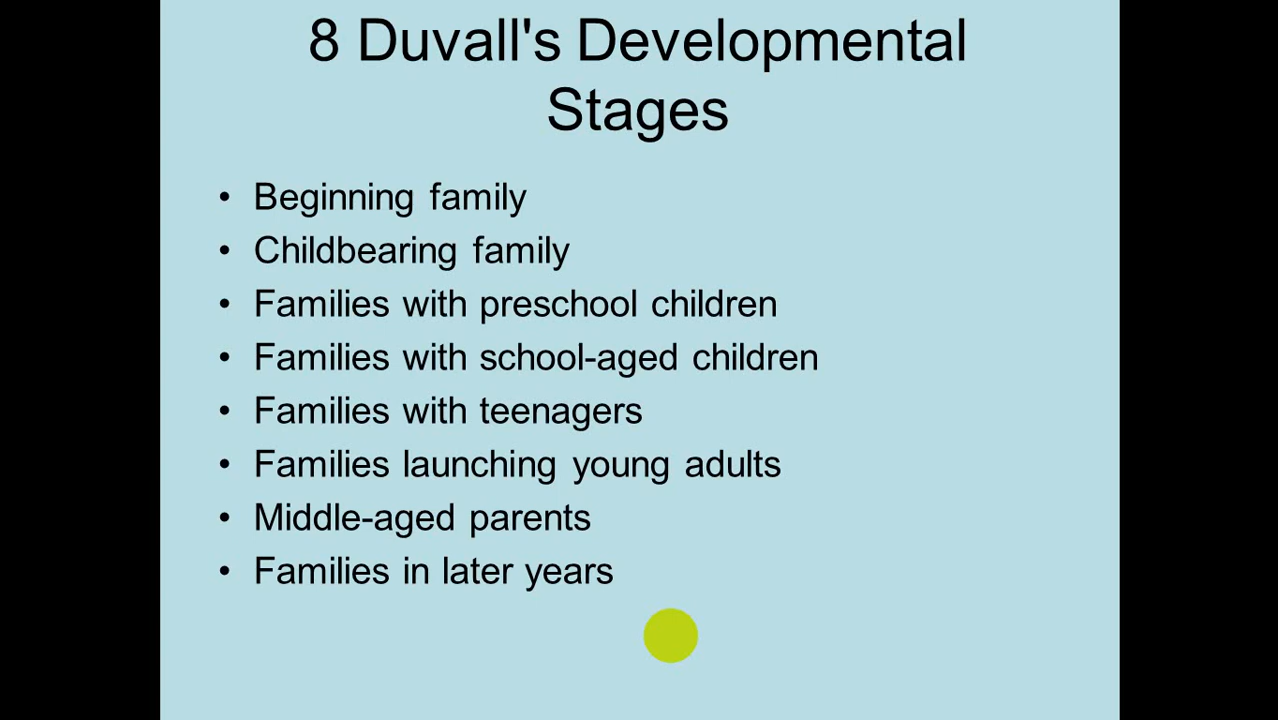 8 Duvall's Developmental
Stages
• Beginning family
• Childbearing family
• Families with preschool children
• Families with school-aged children
• Families with teenagers
• Families launching young adults
• Middle-aged parents
• Families in later years